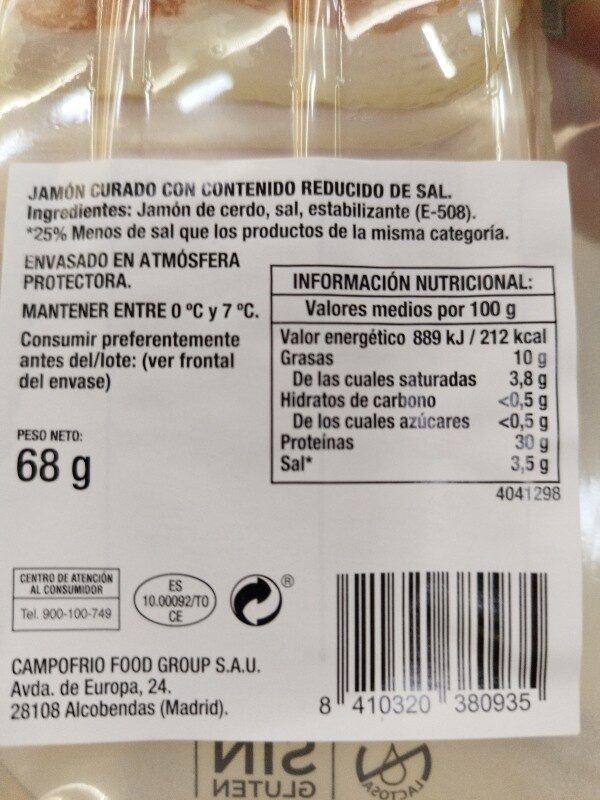 JAMÓN CURADO CON CONTENIDO REDUCIDO DE SAL.
Ingredientes: Jamón de cerdo, sal, estabilizante (E-508).
*25% Menos de sal que los productos de la misma categoría.
ENVASADO EN ATMÓSFERA
PROTECTORA.
MANTENER ENTRE 0 ºC y 7 ºC.
Consumir preferentemente
antes del/lote: (ver frontal
del envase)
PESO NETO:
68 g
INFORMACIÓN NUTRICIONAL:
Valores medios por 100 g
Valor energético 889 kJ / 212 kcal
Grasas 10 g
De las cuales saturadas 3,8 g
Hidratos de carbono <0,5 g
De los cuales azúcares <0,5 g
Proteínas 30 g
Sal* 3,5 g
4041298
CENTRO DE ATENCIÓN
AL CONSUMIDOR
Tel. 900-100-749
ES
10.00092/TO
CE
®
CAMPOFRIO FOOD GROUP S.A.U.
Avda. de Europa, 24.
28108 Alcobendas (Madrid).
8 410320 380935
SIN
GLUTEN
LACTOSA